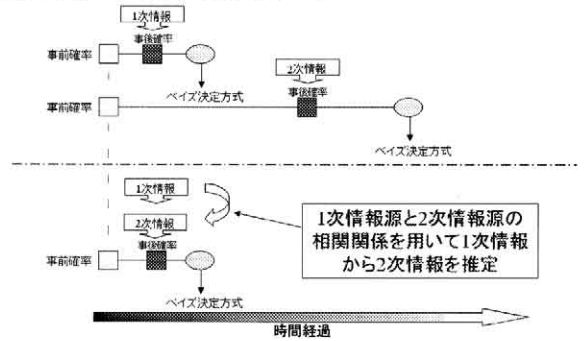 1次情報
事前確率
事後確率
ベイズ決定方式
2次情報
事前確率
事後確率
ベイズ決定方式
1次情報
2次情報
事前確率
事後確率
ベイズ決定方式
1次情報源と2次情報源の
相関関係を用いて1次情報
から2次情報を推定
時間経過